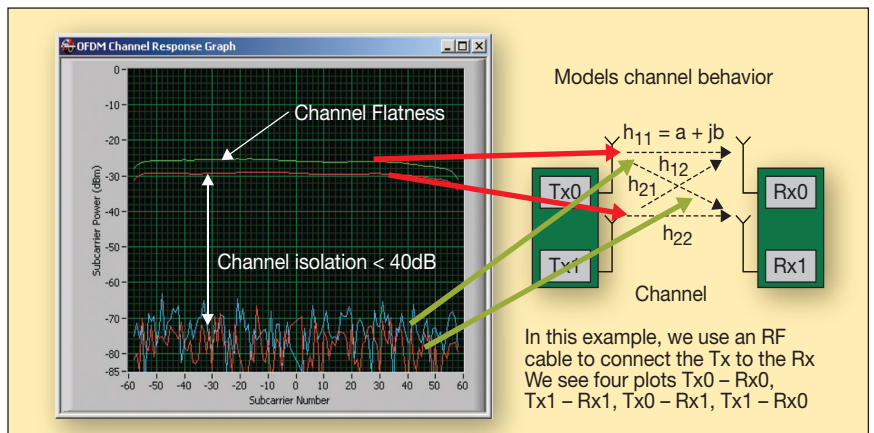 OFDM Channel Response Graph
0
-10
-20
-30
-40
-50
-60
-70
-80
-85
Subcarrier Power (dBm)
-60 -50 -40 -30 -20 -10 0 10 20 30 40 50 60
Subcarrier Number
Channel Flatness
Channel isolation < 40dB
Models channel behavior
h11 = a + jb
h12
h21
h22
Tx0
Tx1
Rx0
Rx1
Channel
In this example, we use an RF
cable to connect the Tx to the Rx
We see four plots Tx0 – Rx0,
Tx1 – Rx1, Tx0 – Rx1, Tx1 – Rx0